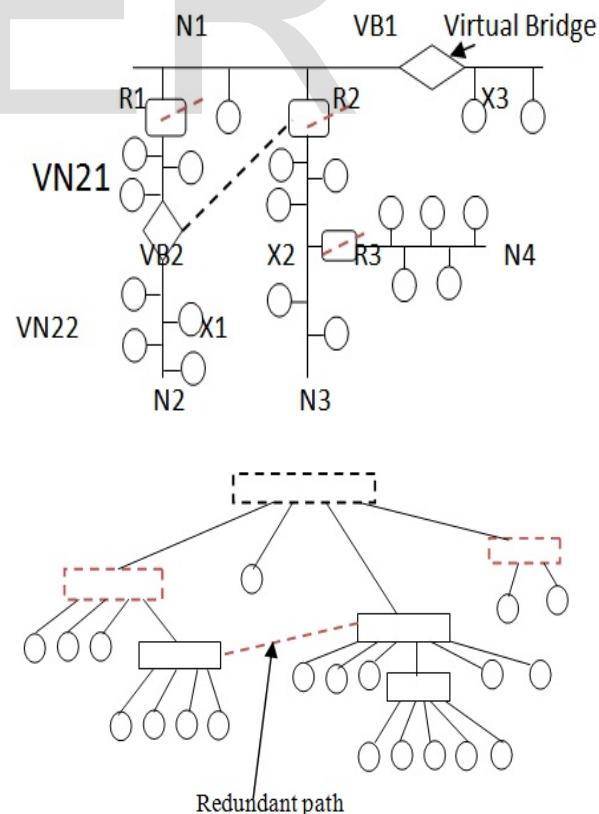 N1 VB1 Virtual Bridge
R1 R2 X3
VN21
VB2 X2 R3 N4
VN22 X1
N2 N3
Redundant path